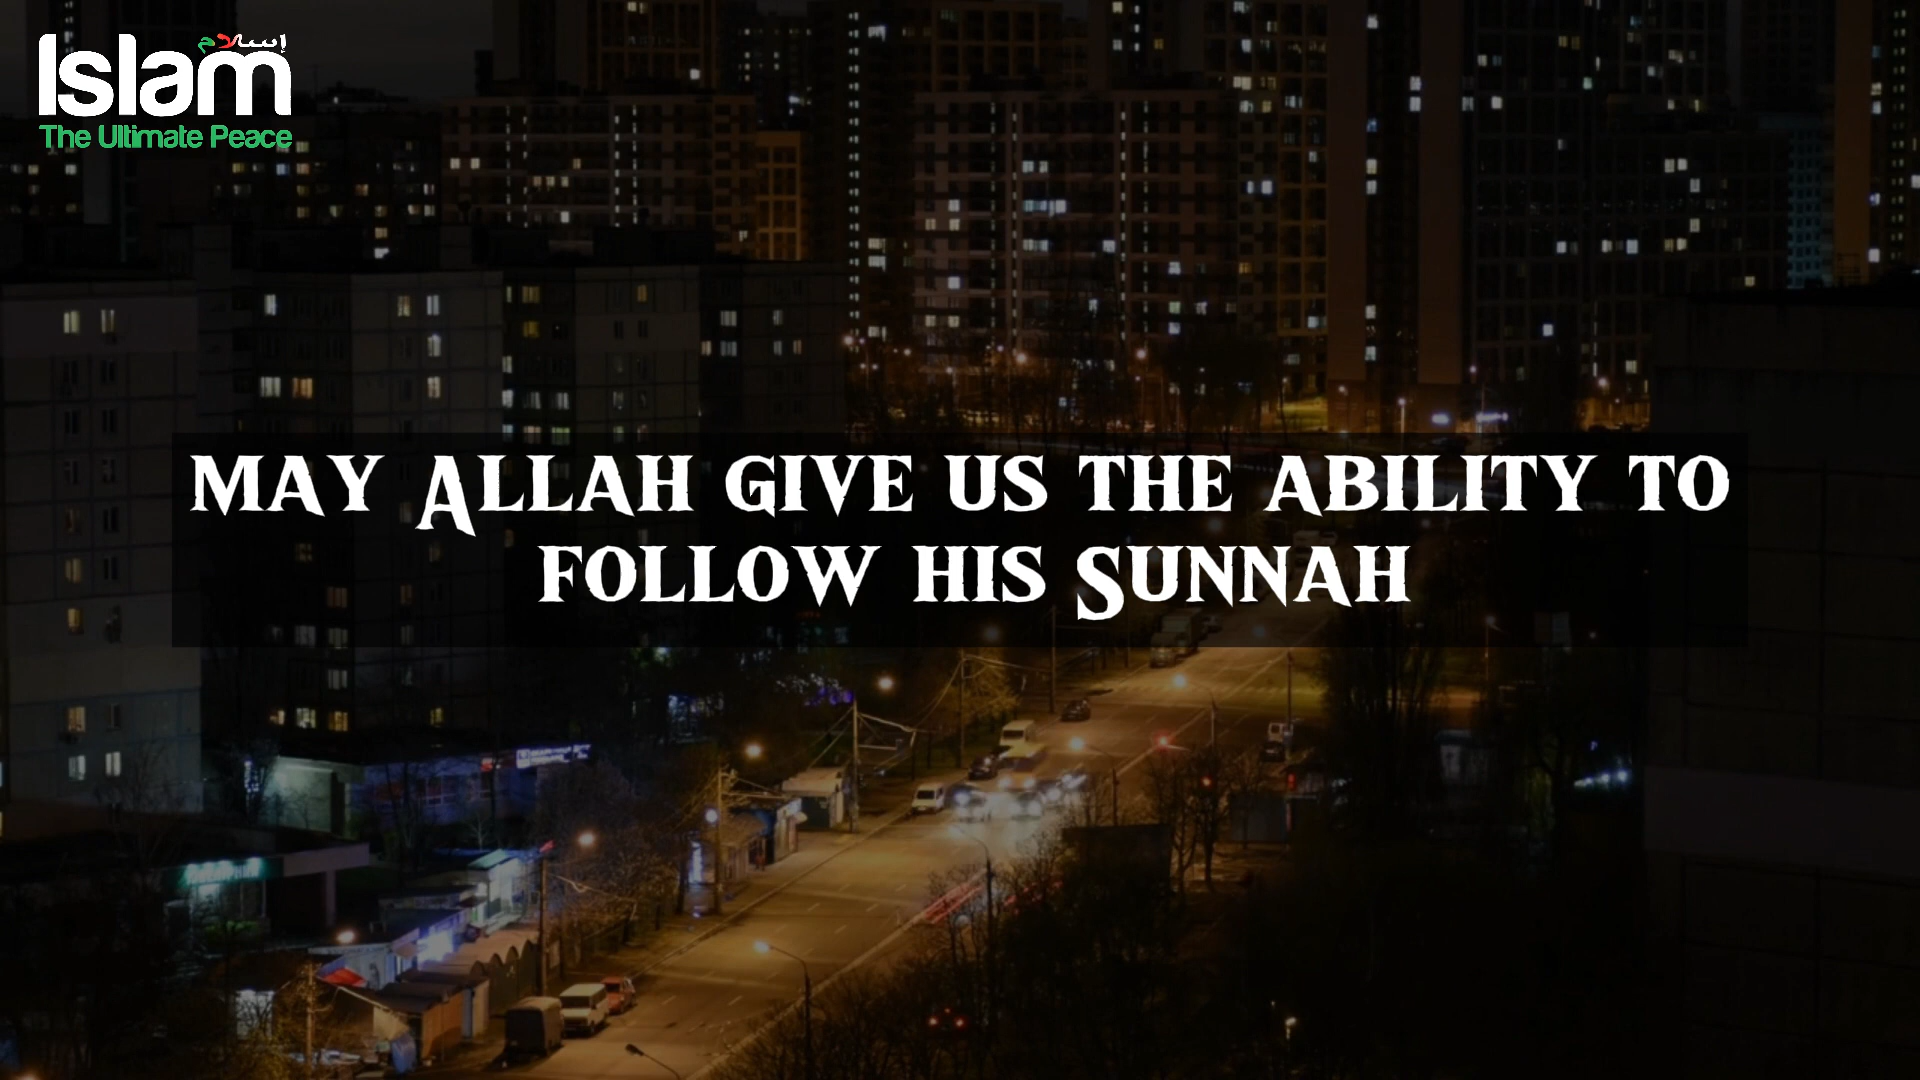 Islam
إسلام
The Ultimate Peace
MAY ALLAH GIVE US THE ABILITY TO
FOLLOW HIS SUNNAH